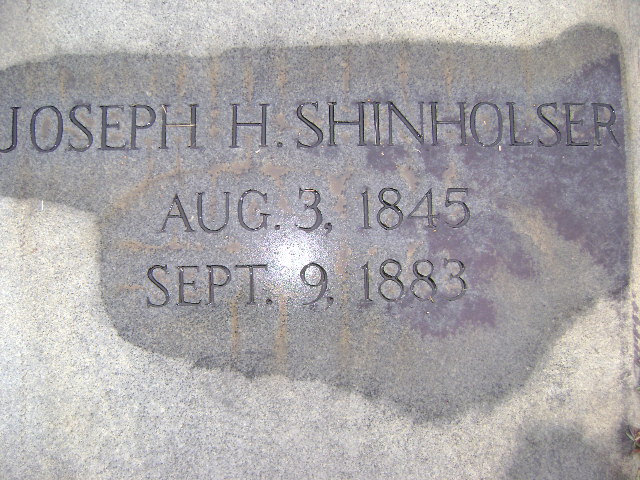 JOSEPH H. SHINHOLSER
AUG. 3, 1845
SEPT. 9, 1883